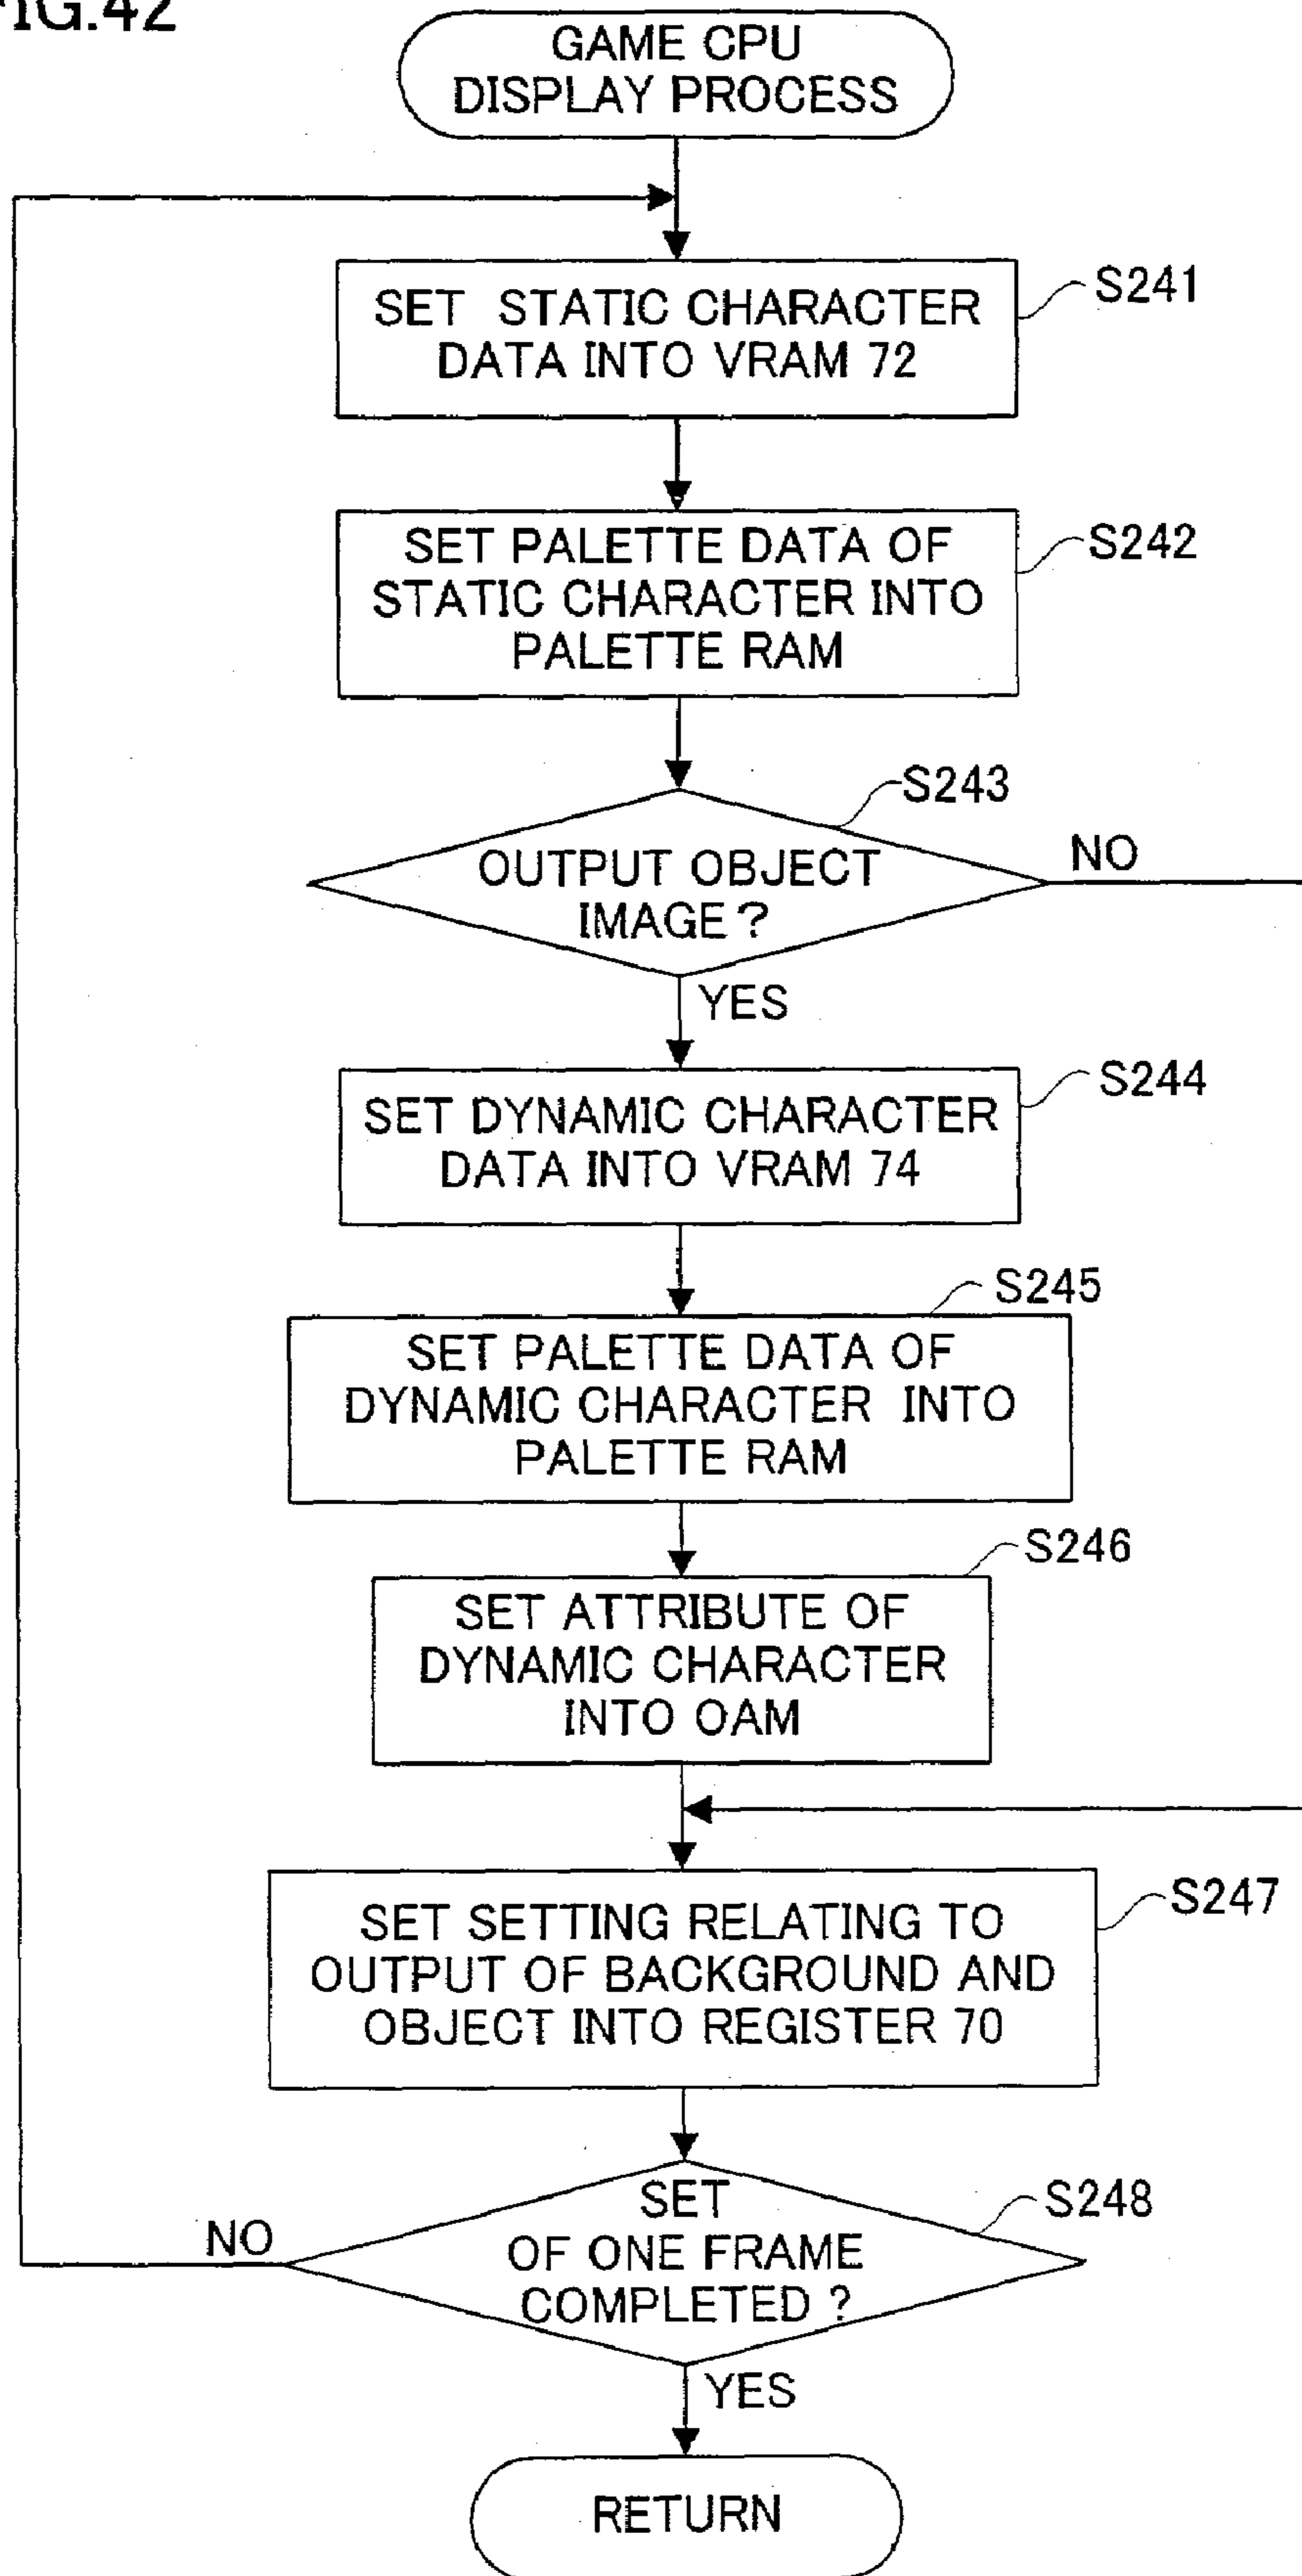 FIG.42
GAME CPU
DISPLAY PROCESS
SET STATIC CHARACTER
DATA INTO VRAM 72
S241
SET PALETTE DATA OF
STATIC CHARACTER INTO
PALETTE RAM
S242
S243
OUTPUT OBJECT
IMAGE?
NO
YES
SET DYNAMIC CHARACTER
DATA INTO VRAM 74
S244
S245
SET PALETTE DATA OF
DYNAMIC CHARACTER INTO
PALETTE RAM
S246
SET ATTRIBUTE OF
DYNAMIC CHARACTER
INTO OAM
SET SETTING RELATING TO
OUTPUT OF BACKGROUND AND
OBJECT INTO REGISTER 70
S247
SET
OF ONE FRAME
COMPLETED ?
S248
NO
YES
RETURN